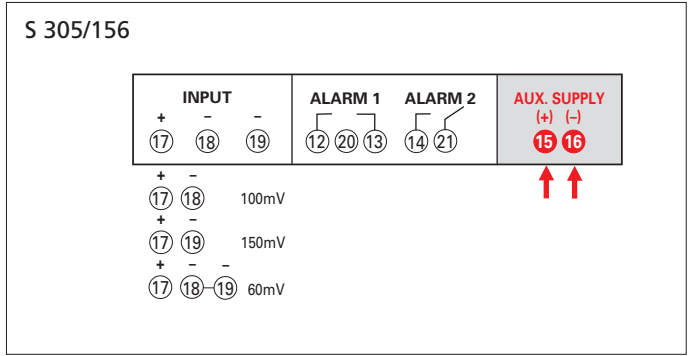 S 305/156
INPUT ALARM 1 ALARM 2 AUX. SUPPLY
+ – – (+) (–)
17 18 19 12 20 13 14 21 15 16
+ –
17 18 100mV
+ –
17 19 150mV
+ – –
17 18 19 60mV